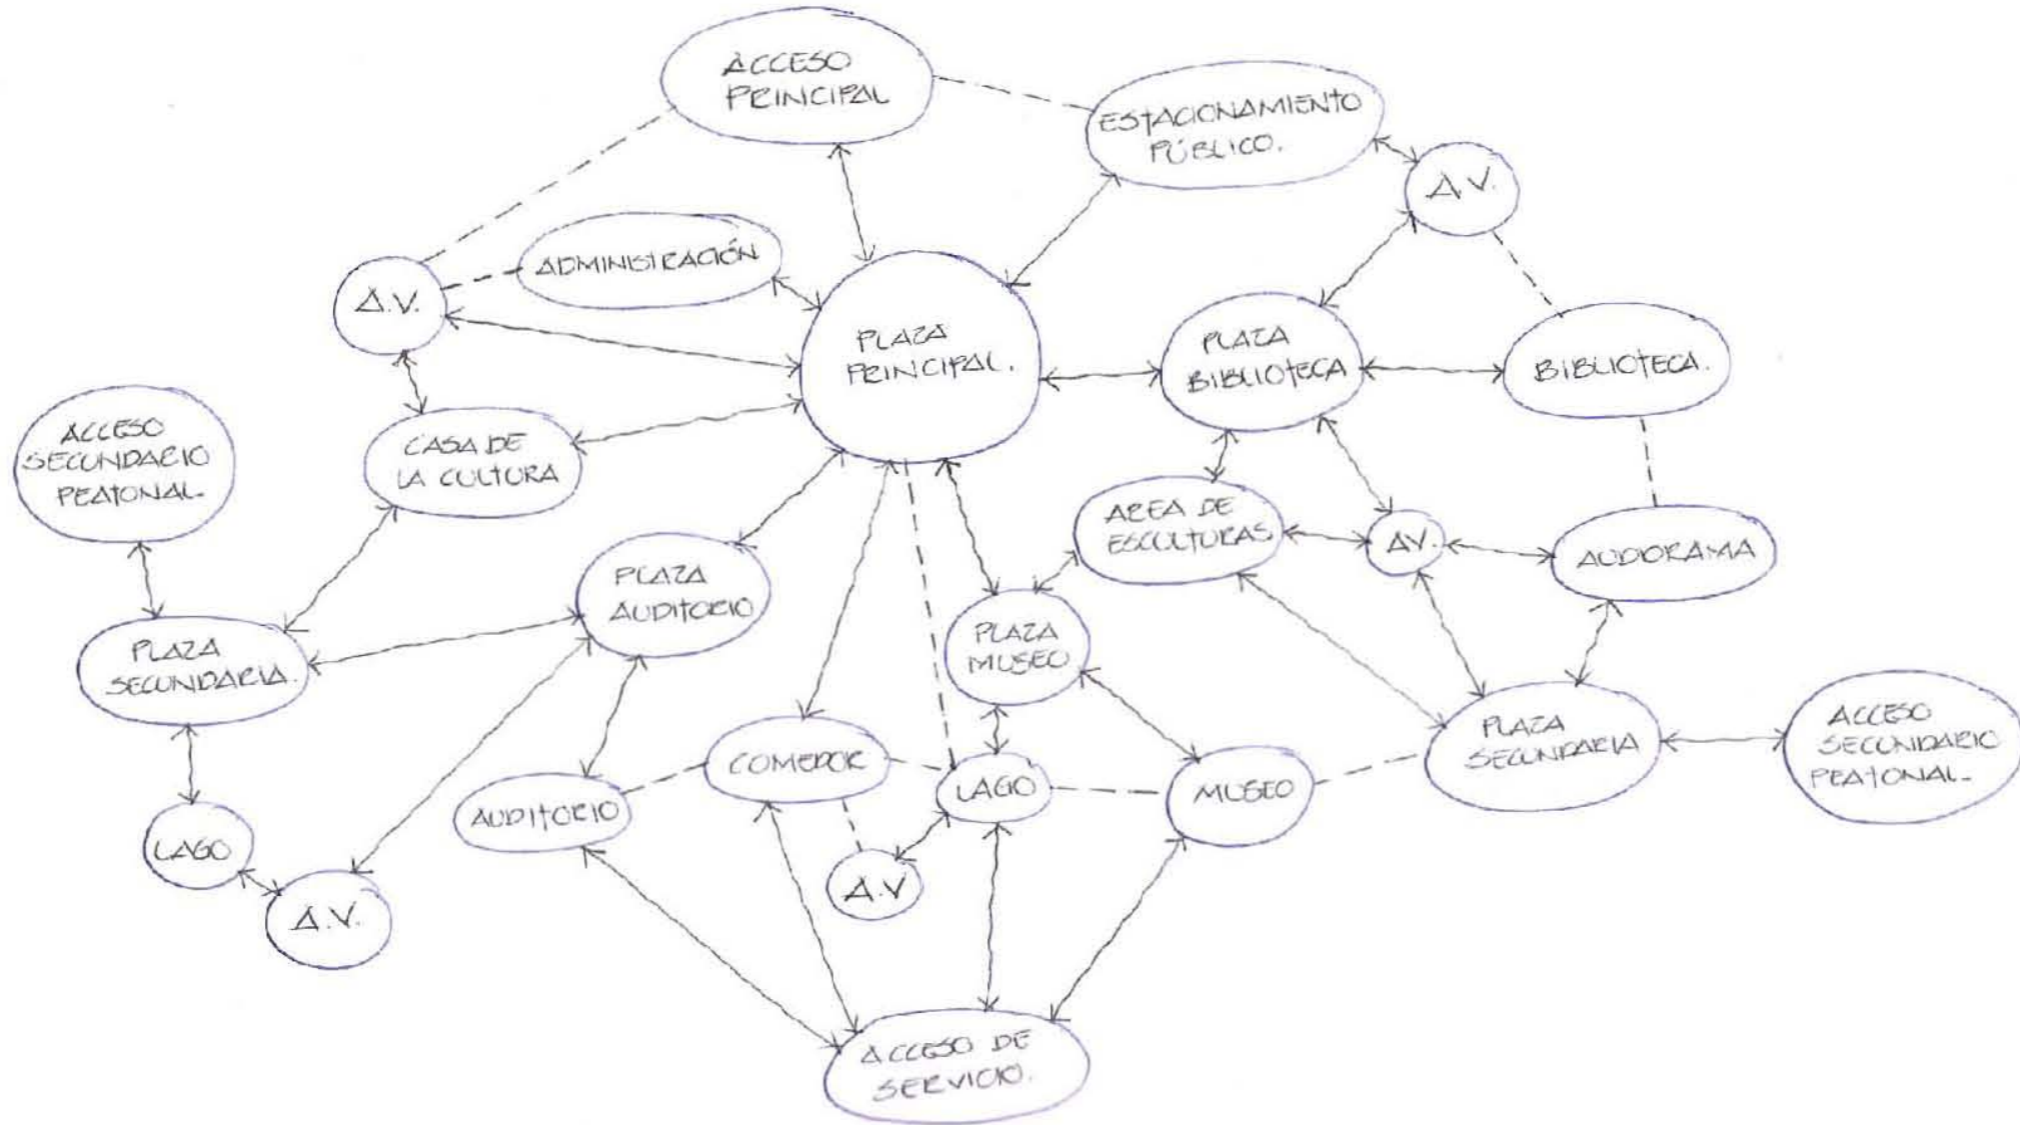 ACCESO
PRINCIPAL
ESTACIONAMIENTO
PÚBLICO.
A.V.
ADMINISTRACIÓN
A.V.
PLAZA
PRINCIPAL.
PLAZA
BIBLIOTECA
BIBLIOTECA.
ACCESO
SECUNDARIO
PEATONAL.
CASA DE
LA CULTURA
AREA DE
ESCULTURAS
AV.
AUDIORAMA
PLAZA
AUDITORIO
PLAZA
MUSEO
PLAZA
SECUNDARIA.
PLAZA
SECUNDARIA
ACCESO
SECUNDARIO
PEATONAL.
COMEDOR
LAGO
MUSEO
AUDITORIO
LAGO
A.V.
A.V
ACCESO DE
SERVICIO.